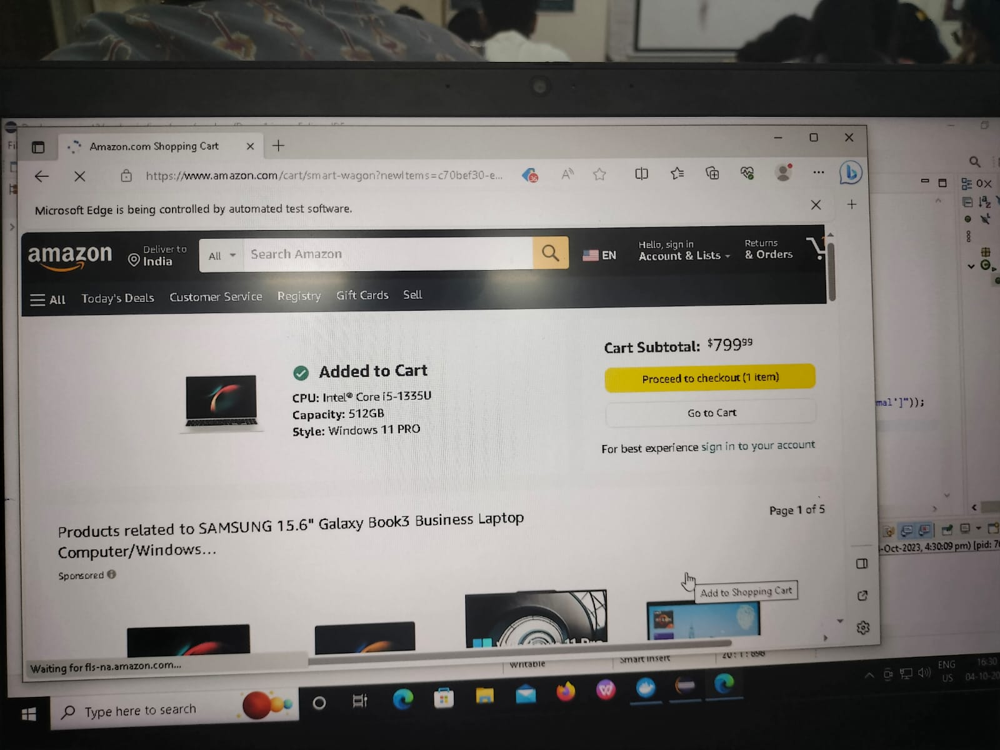 Amazon.com Shopping Cart
https://www.amazon.com/cart/smart-wagon?newItems=c70bef30-e...
36
Microsoft Edge is being controlled by automated test software.
amazon
Deliver to
India
All
Search Amazon
EN
Hello, sign in
Account & Lists
Returns
& Orders
All
Today's Deals
Customer Service
Registry
Gift Cards
Sell
Added to Cart
CPU: Intel® Core i5-1335U
Capacity: 512GB
Style: Windows 11 PRO
Cart Subtotal: $799.99
Proceed to checkout (1 item)
Go to Cart
For best experience sign in to your account
mal']"));
Page 1 of 5
Products related to SAMSUNG 15.6" Galaxy Book3 Business Laptop
Computer/Windows...
Sponsored
-Oct-2023, 4:30:09 pm) [pid: 7
Add to Shopping Cart
Waiting for fls-na.amazon.com...
Writable
Smart Insert
Type here to search
ENG
US
16:30
04-10-20